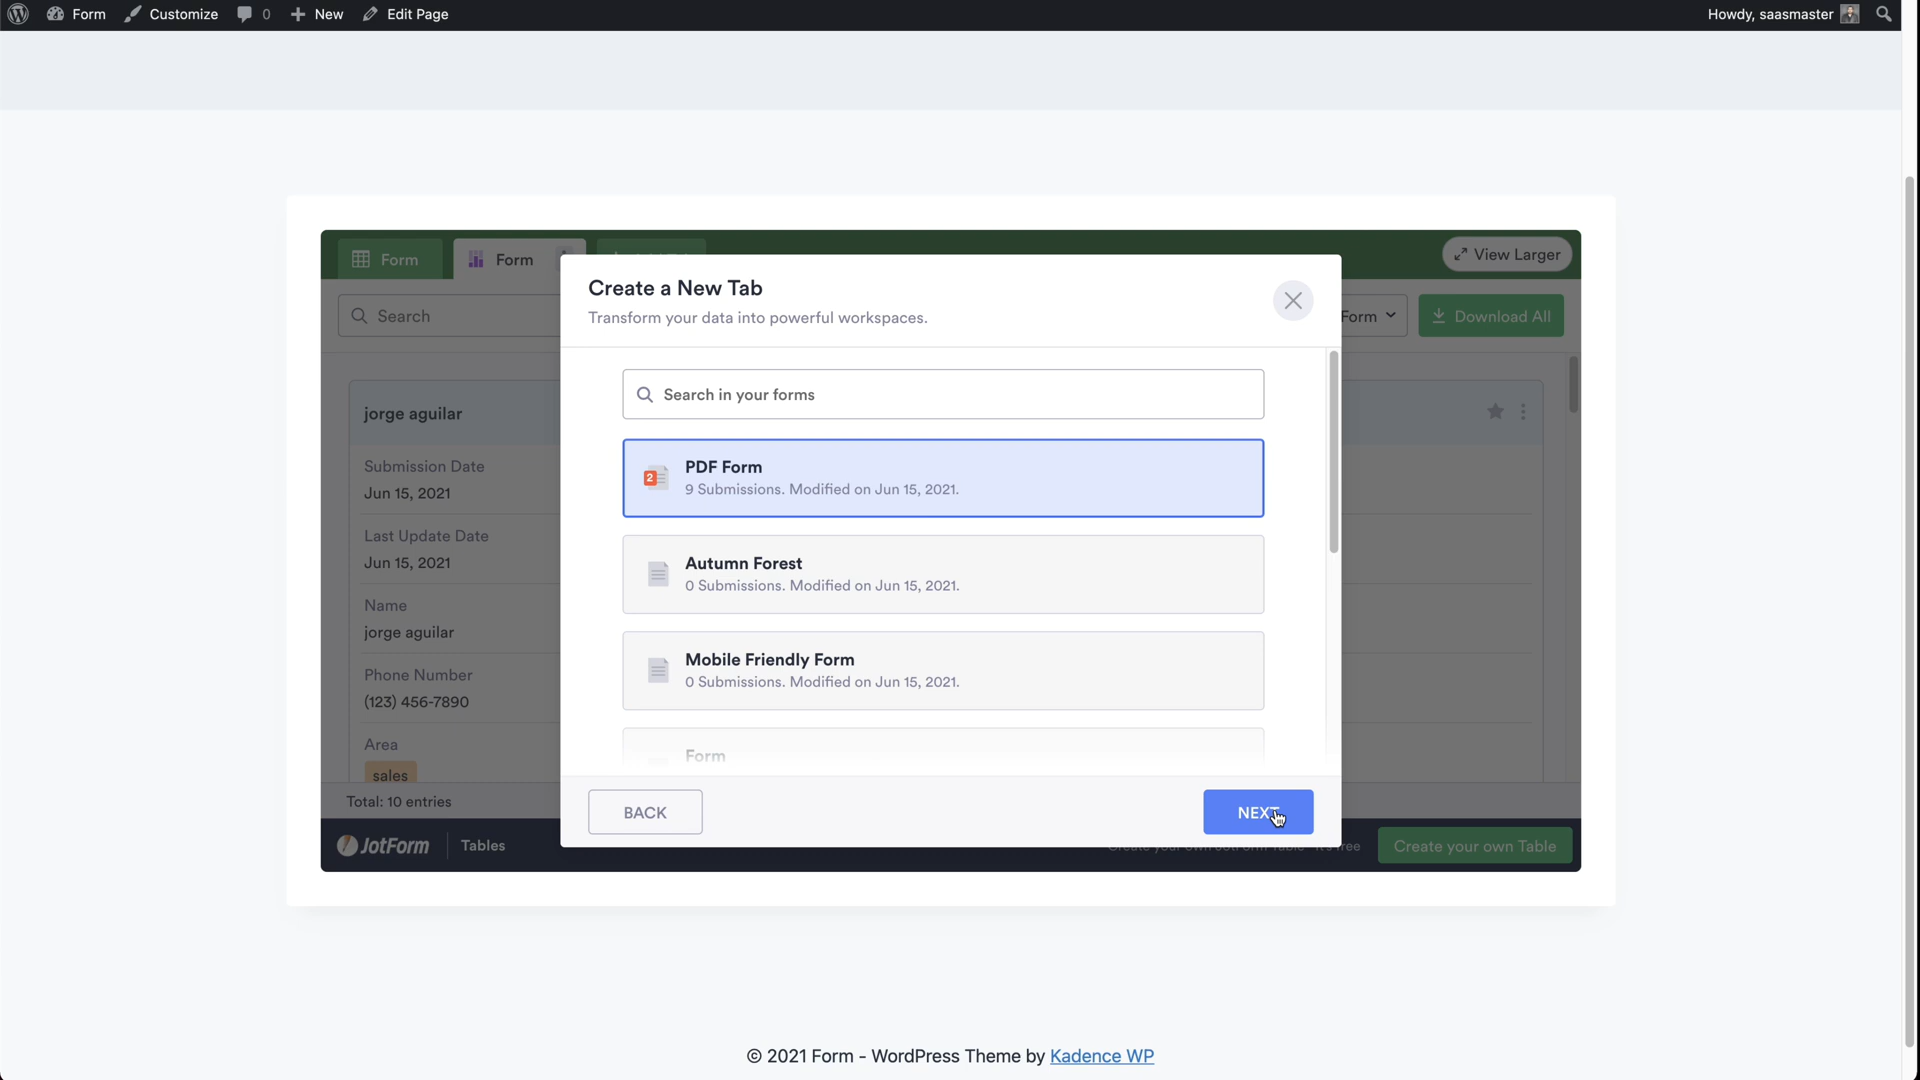 Form
Customize
0
New
Edit Page
Howdy, saasmaster
Form
Form
View Larger
Search
Form
Download All
Create a New Tab
Transform your data into powerful workspaces.
Search in your forms
2
PDF Form
9 Submissions. Modified on Jun 15, 2021.
Autumn Forest
0 Submissions. Modified on Jun 15, 2021.
Mobile Friendly Form
0 Submissions. Modified on Jun 15, 2021.
Form
BACK
NEXT
jorge aguilar
Submission Date
Jun 15, 2021
Last Update Date
Jun 15, 2021
Name
jorge aguilar
Phone Number
(123) 456-7890
Area
sales
Total: 10 entries
JotForm
Tables
Create your own Table
© 2021 Form - WordPress Theme by Kadence WP